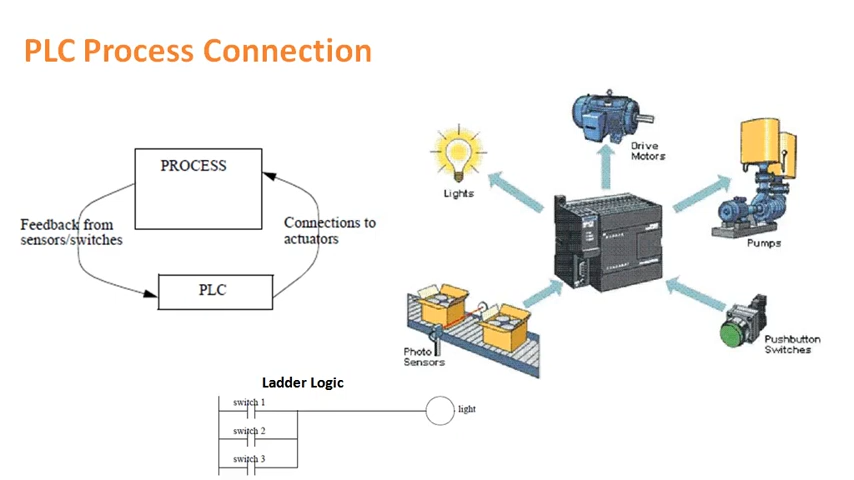 PLC Process Connection
PROCESS
Feedback from
sensors/switches
Connections to
actuators
PLC
Lights
Drive
Motors
Pumps
Photo
Sensors
Pushbutton
Switches
Ladder Logic
switch 1
light
switch 2
switch 3